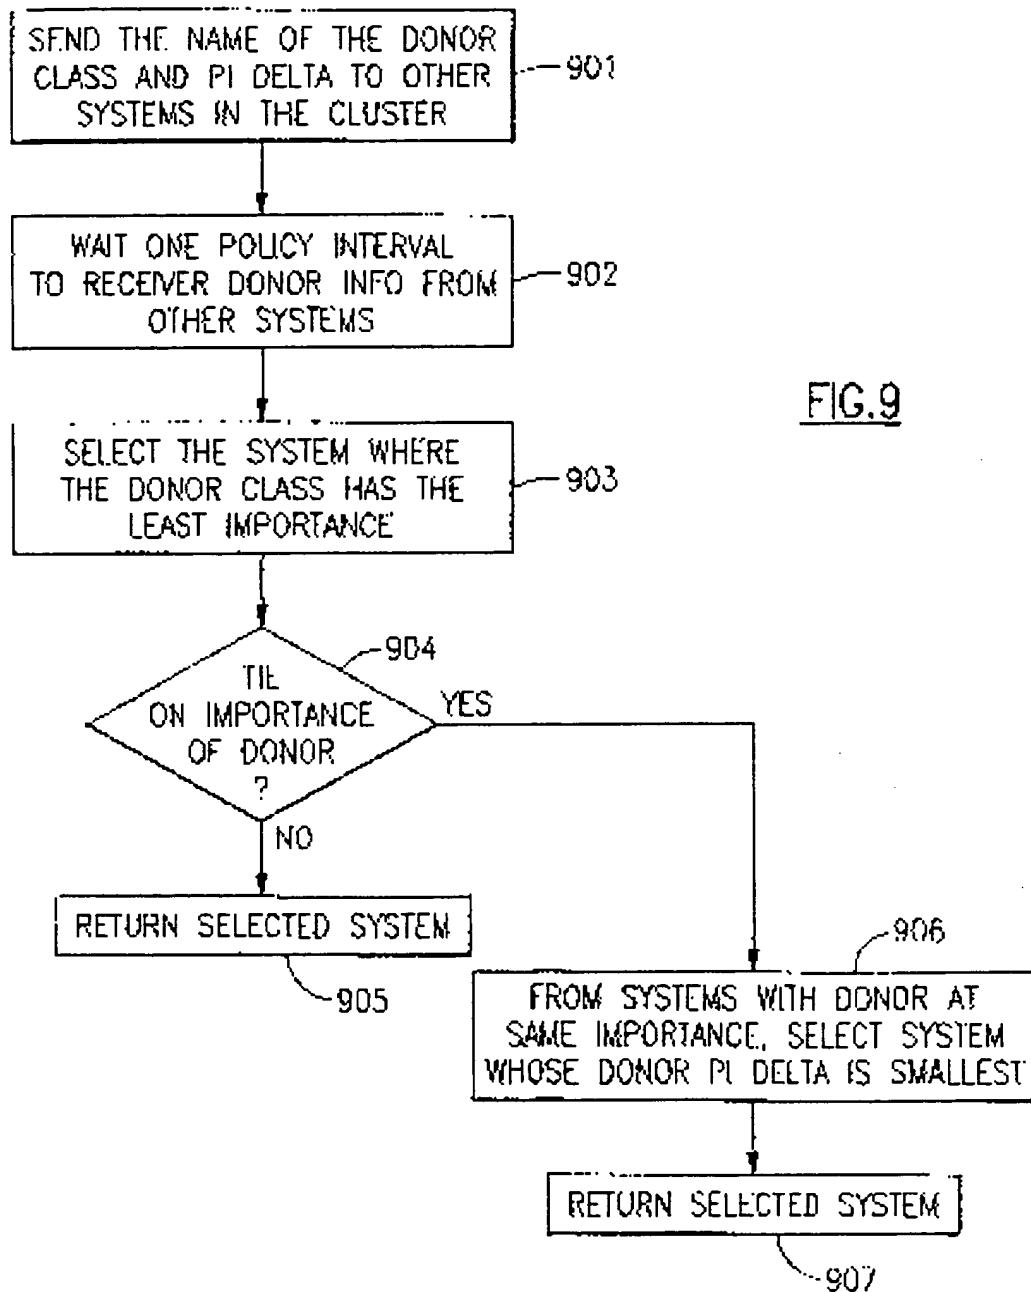 SEND THE NAME OF THE DONOR
CLASS AND PI DELTA TO OTHER
SYSTEMS IN THE CLUSTER
901
WAIT ONE POLICY INTERVAL
TO RECEIVER DONOR INFO FROM
OTHER SYSTEMS
902
FIG.9
SELECT THE SYSTEM WHERE
THE DONOR CLASS HAS THE
LEAST IMPORTANCE
903
904
TIE
ON IMPORTANCE
OF DONOR
?
YES
NO
RETURN SELECTED SYSTEM
905
906
FROM SYSTEMS WITH DONOR AT
SAME IMPORTANCE, SELECT SYSTEM
WHOSE DONOR PI DELTA IS SMALLEST
RETURN SELECTED SYSTEM
907